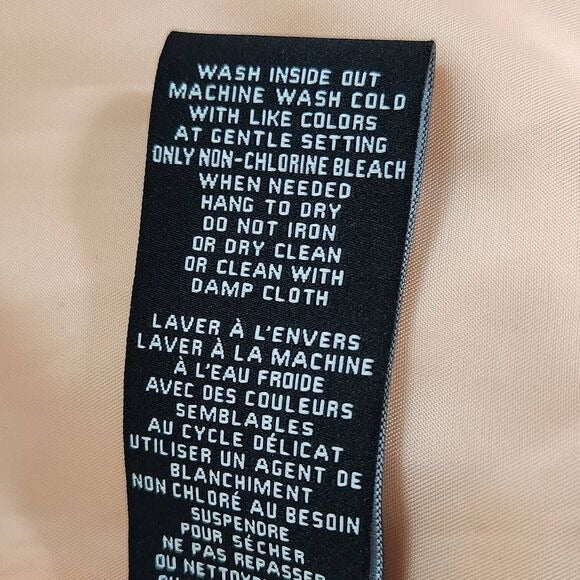 WASH INSIDE OUT
MACHINE WASH COLD
WITH LIKE COLORS
AT GENTLE SETTING
ONLY NON-CHLORINE BLEACH
WHEN NEEDED
HANG TO DRY
DO NOT IRON
OR DRY CLEAN
OR CLEAN WITH
DAMP CLOTH
LAVER À L'ENVERS
LAVER À LA MACHINE
À L'EAU FROIDE
AVEC DES COULEURS
SEMBLABLES
AU CYCLE DÉLICAT
UTILISER UN AGENT DE
BLANCHIMENT
NON CHLORÉ AU BESOIN
SUSPENDRE
POUR SÉCHER
NE PAS REPASSER
OU